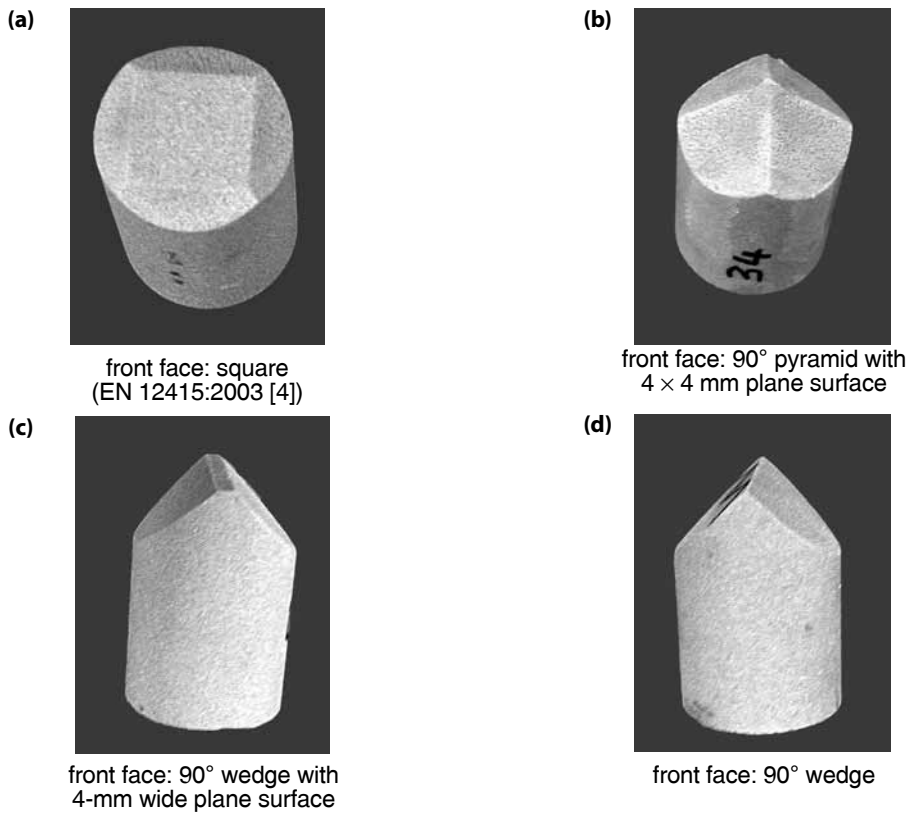 (a)
front face: square
(EN 12415:2003 [4])
(b)
34
front face: 90° pyramid with
4 × 4 mm plane surface
(c)
front face: 90° wedge with
4-mm wide plane surface
(d)
front face: 90° wedge